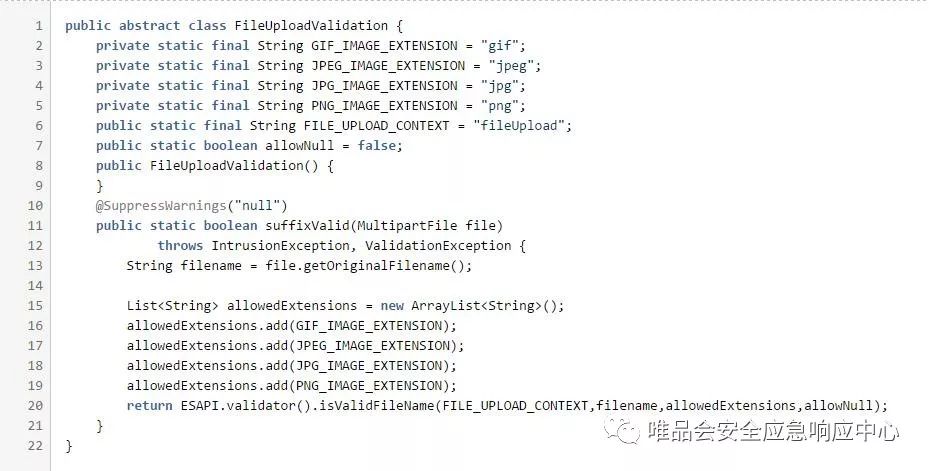 1 public abstract class FileUploadValidation {
2 private static final String GIF_IMAGE_EXTENSION = "gif";
3 private static final String JPEG_IMAGE_EXTENSION = "jpeg";
4 private static final String JPG_IMAGE_EXTENSION = "jpg";
5 private static final String PNG_IMAGE_EXTENSION = "png";
6 public static final String FILE_UPLOAD_CONTEXT = "fileUpload";
7 public static boolean allowNull = false;
8 public FileUploadValidation() {
9 }
10 @SuppressWarnings("null")
11 public static boolean suffixValid(MultipartFile file)
12 throws IntrusionException, ValidationException {
13 String filename = file.getOriginalFilename();
14
15 List<String> allowedExtensions = new ArrayList<String>();
16 allowedExtensions.add(GIF_IMAGE_EXTENSION);
17 allowedExtensions.add(JPEG_IMAGE_EXTENSION);
18 allowedExtensions.add(JPG_IMAGE_EXTENSION);
19 allowedExtensions.add(PNG_IMAGE_EXTENSION);
20 return ESAPI.validator().isValidFileName(FILE_UPLOAD_CONTEXT,filename,allowedExtensions,allowNull);
21 }
22 }
唯品会安全应急响应中心